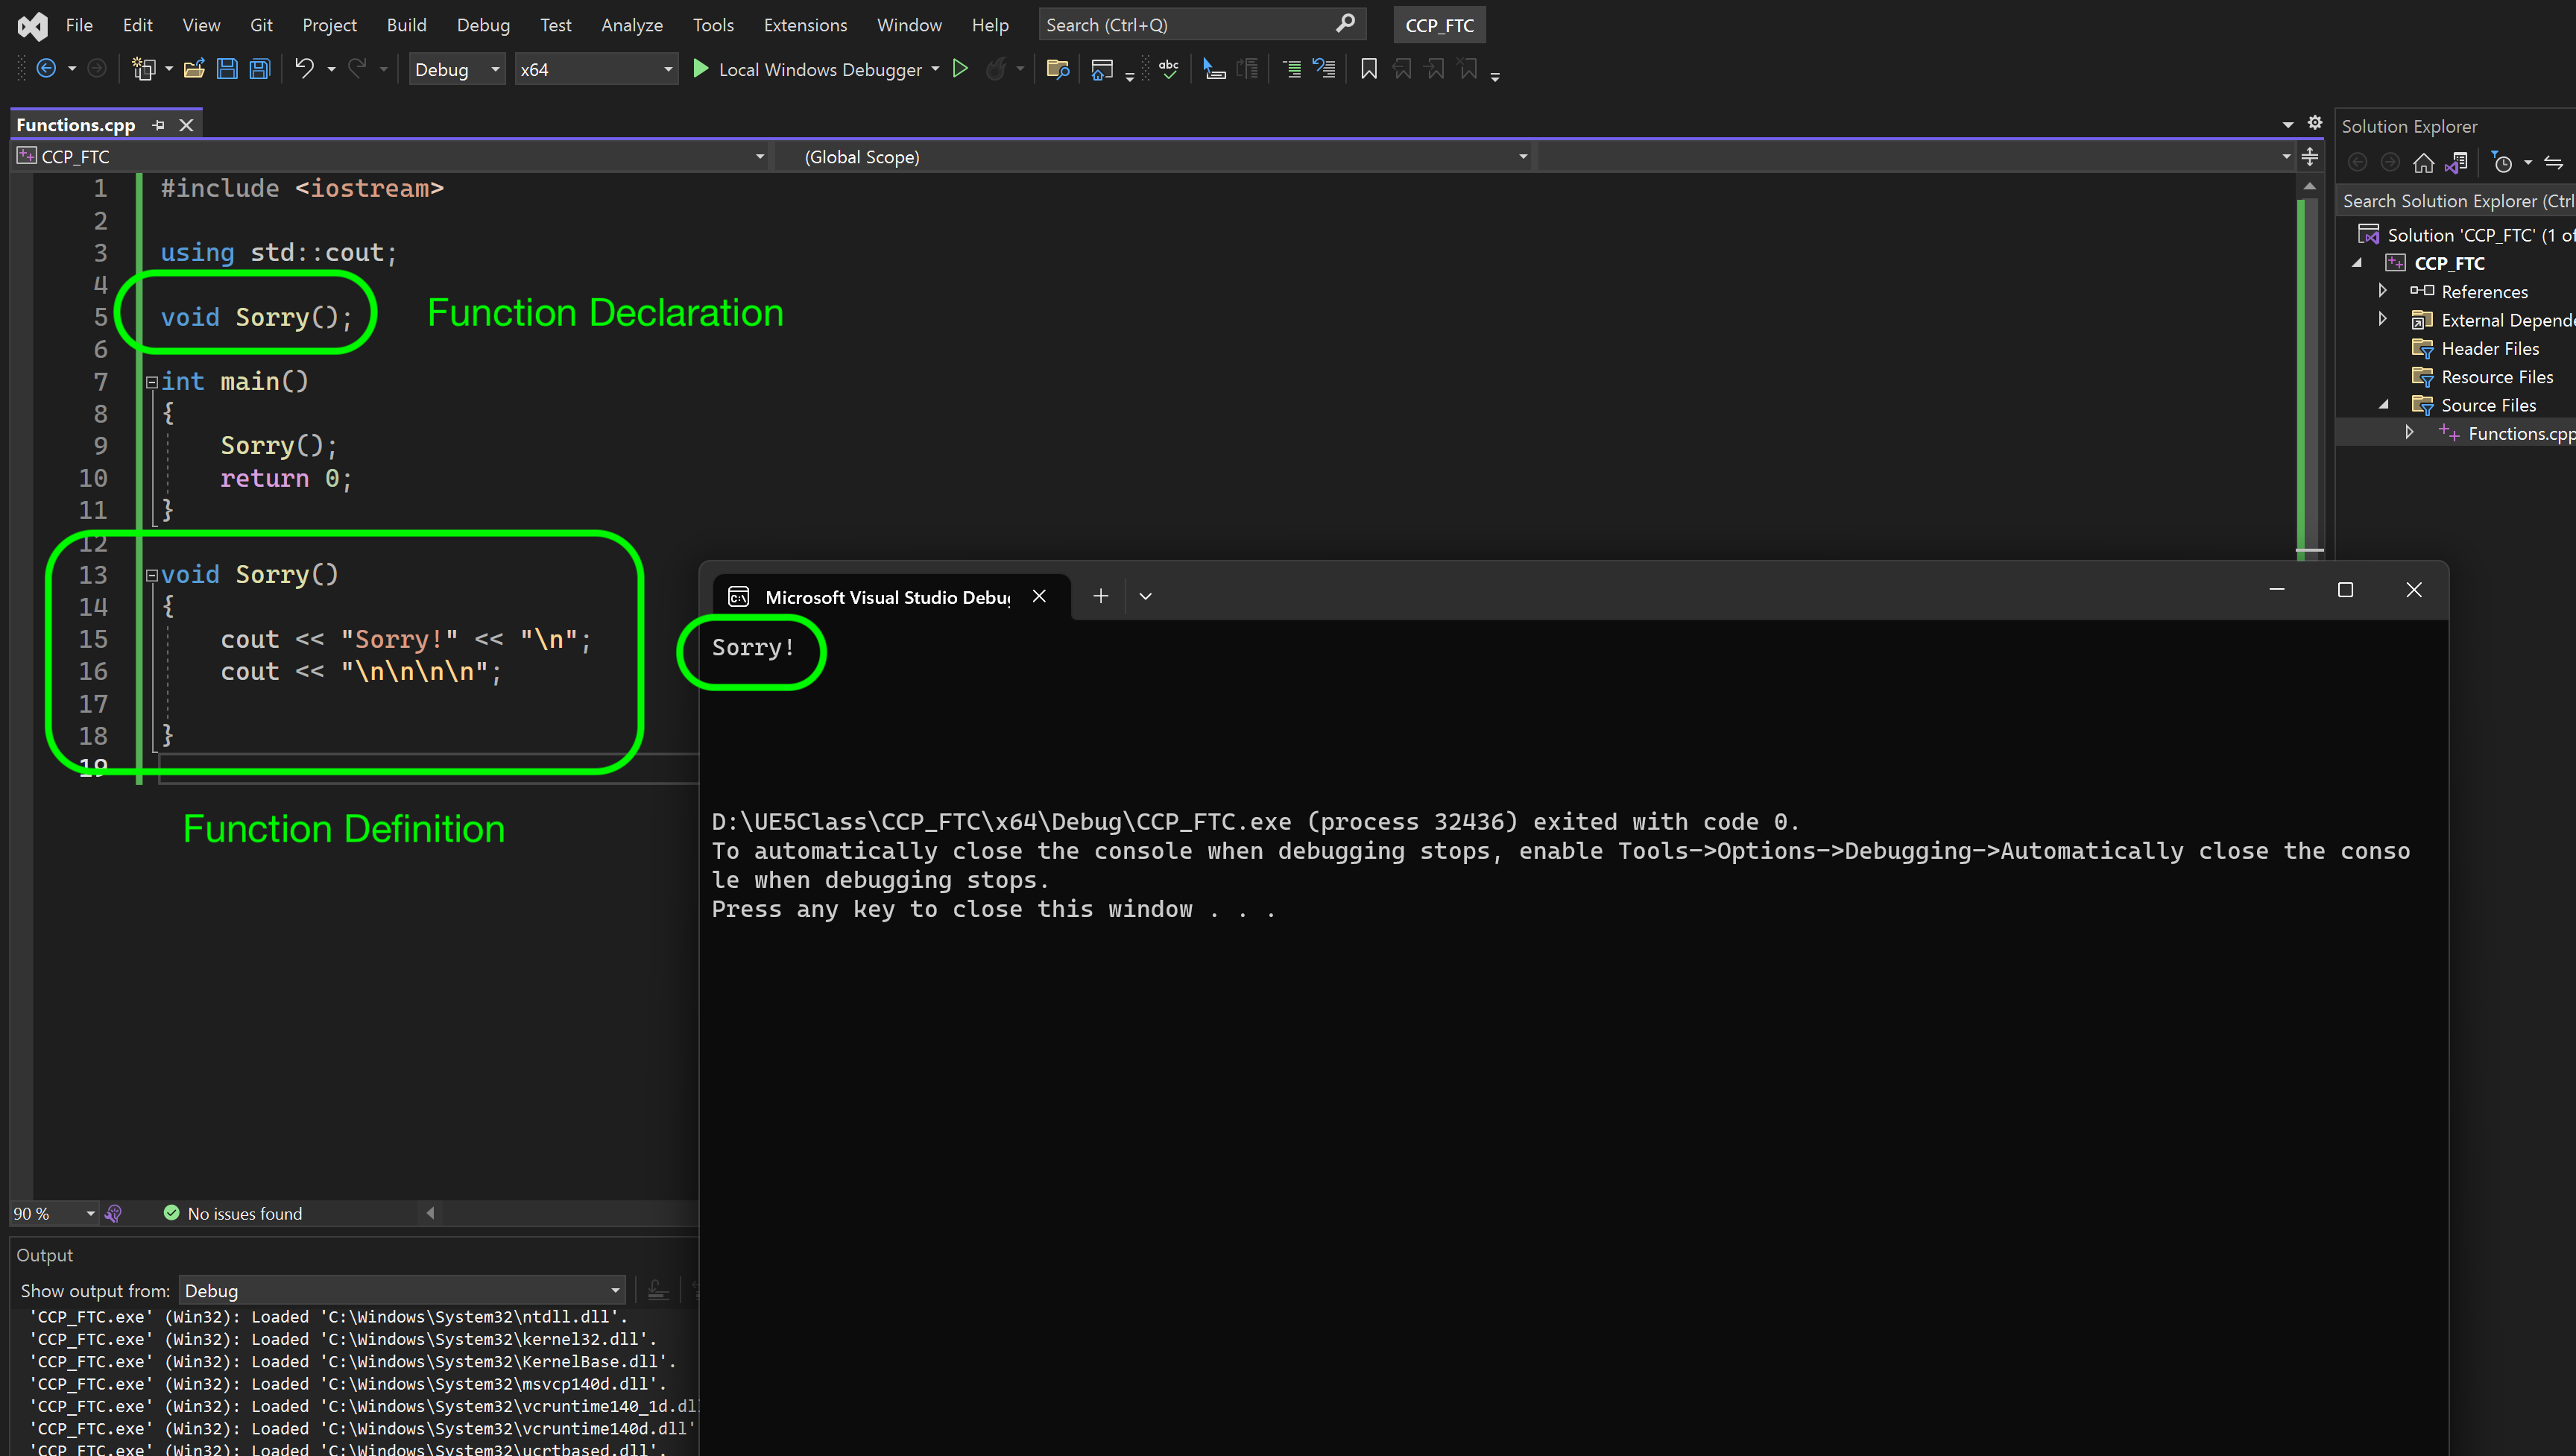 File Edit View Git Project Build Debug Test Analyze Tools Extensions Window Help Search (Ctrl+Q) CCP_FTC
Debug x64 Local Windows Debugger abc
Functions.cpp
CCP_FTC (Global Scope)
1 #include <iostream>
2
3 using std::cout;
4
5 void Sorry();
Function Declaration
6
7 int main()
8 {
9 Sorry();
10 return 0;
11 }
12
13 void Sorry()
14 {
15 cout << "Sorry!" << "\n";
16 cout << "\n\n\n\n";
17
18 }
19
Function Definition
90 % No issues found
Output
Show output from: Debug
'CCP_FTC.exe' (Win32): Loaded 'C:\Windows\System32\ntdll.dll'.
'CCP_FTC.exe' (Win32): Loaded 'C:\Windows\System32\kernel32.dll'.
'CCP_FTC.exe' (Win32): Loaded 'C:\Windows\System32\KernelBase.dll'.
'CCP_FTC.exe' (Win32): Loaded 'C:\Windows\System32\msvcp140d.dll'.
'CCP_FTC.exe' (Win32): Loaded 'C:\Windows\System32\vcruntime140_1d.dl
'CCP_FTC.exe' (Win32): Loaded 'C:\Windows\System32\vcruntime140d.dll'
'CCP_FTC.exe' (Win32): Loaded 'C:\Windows\System32\ucrtbased.dll'.
Microsoft Visual Studio Debu
Sorry!
D:\UE5Class\CCP_FTC\x64\Debug\CCP_FTC.exe (process 32436) exited with code 0.
To automatically close the console when debugging stops, enable Tools->Options->Debugging->Automatically close the conso
le when debugging stops.
Press any key to close this window . . .
Solution Explorer
Search Solution Explorer (Ctrl
Solution 'CCP_FTC' (1 of
CCP_FTC
References
External Depende
Header Files
Resource Files
Source Files
Functions.cpp